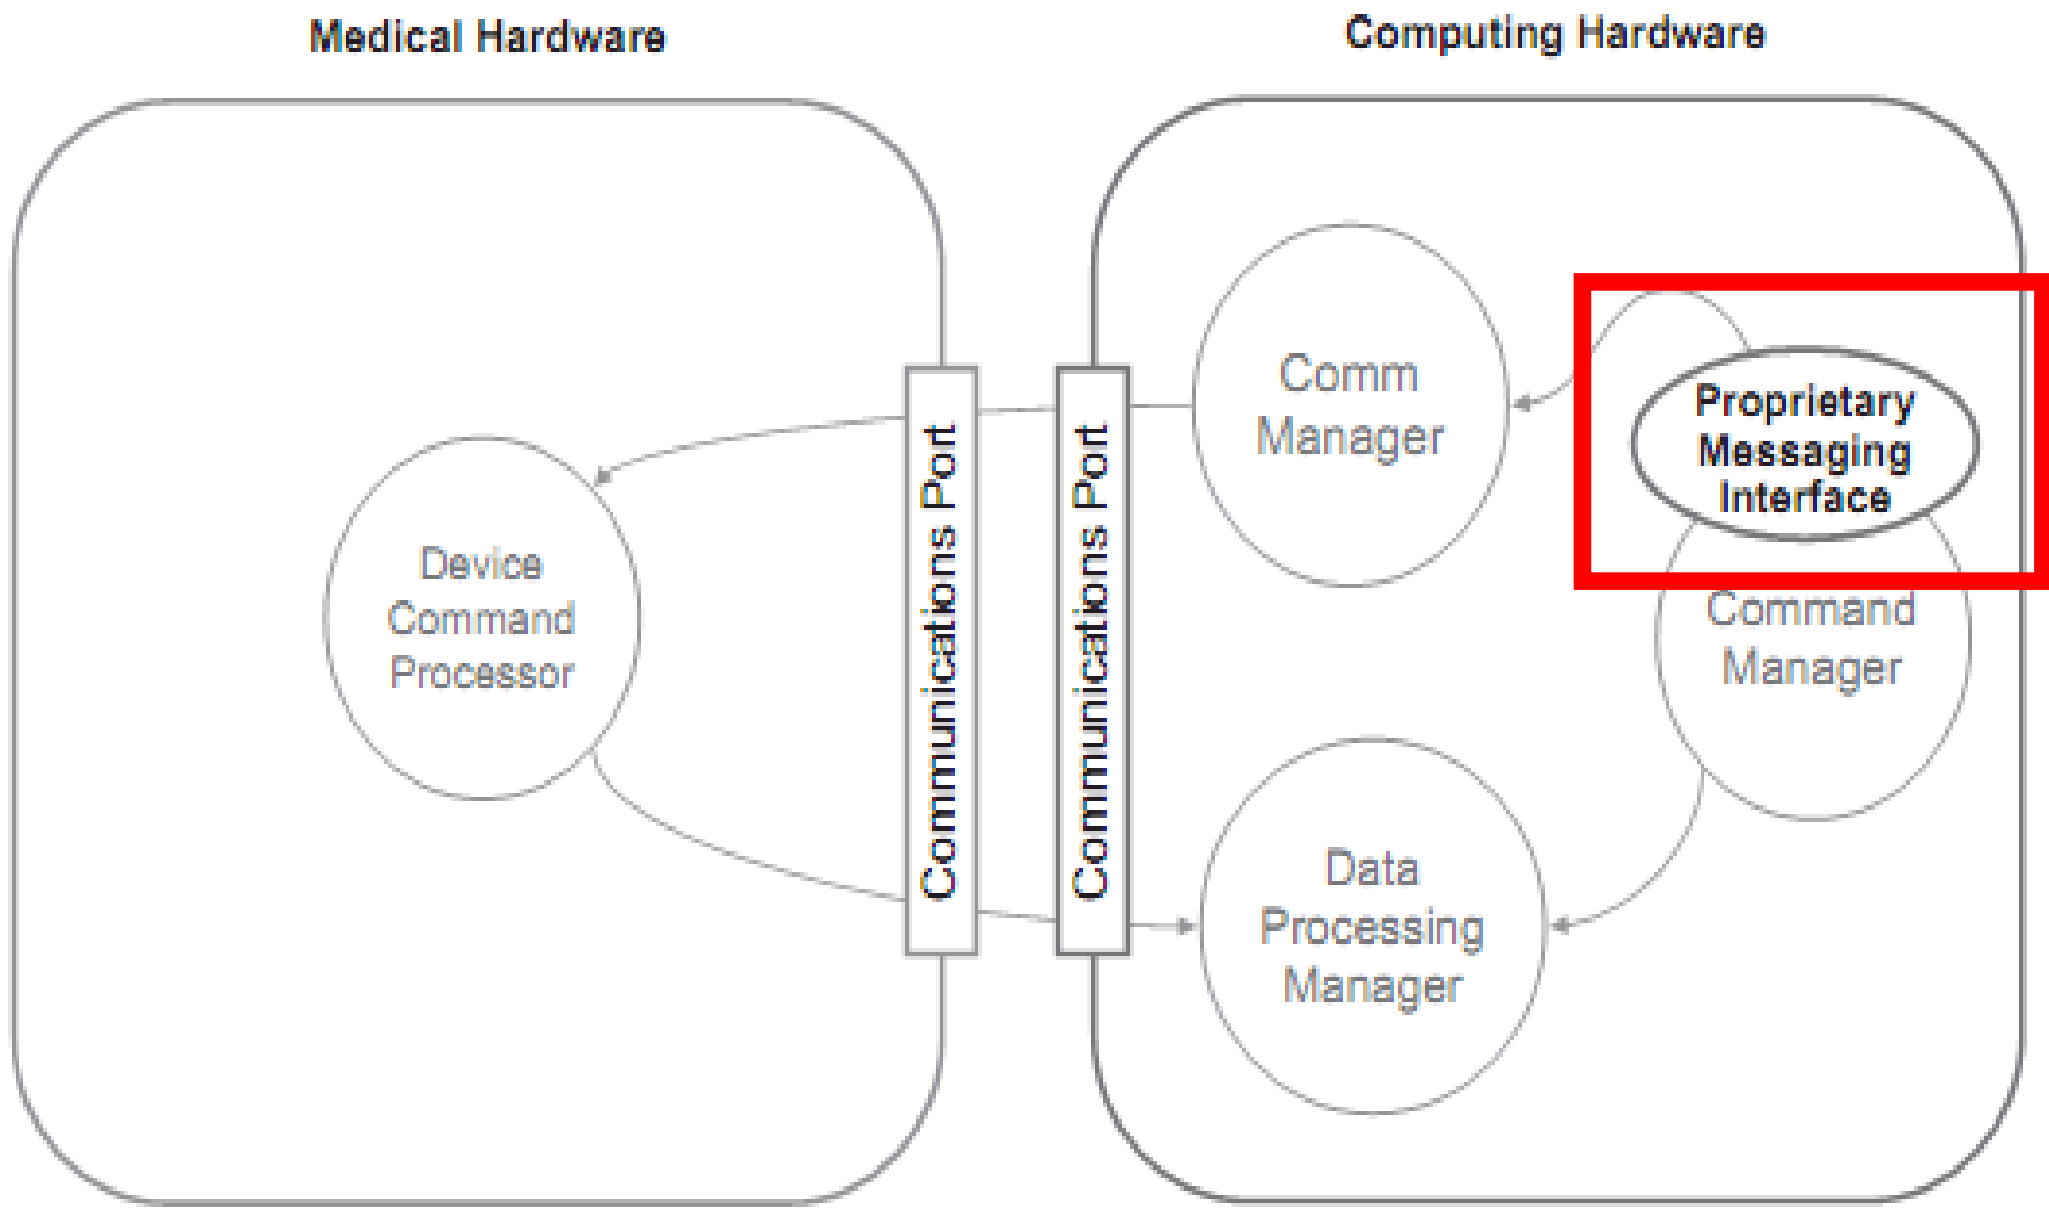 Medical Hardware
Computing Hardware
Device
Command
Processor
Communications Port
Communications Port
Comm
Manager
Proprietary
Messaging
Interface
Command
Manager
Data
Processing
Manager